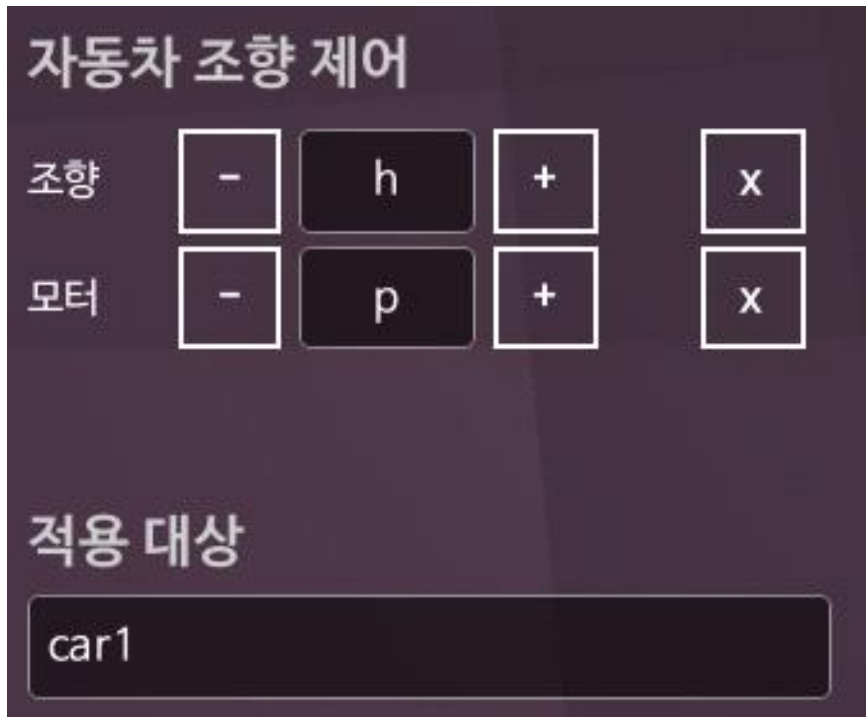 자동차 조향 제어
조향 - h + x
모터 - p + x
적용 대상
car1